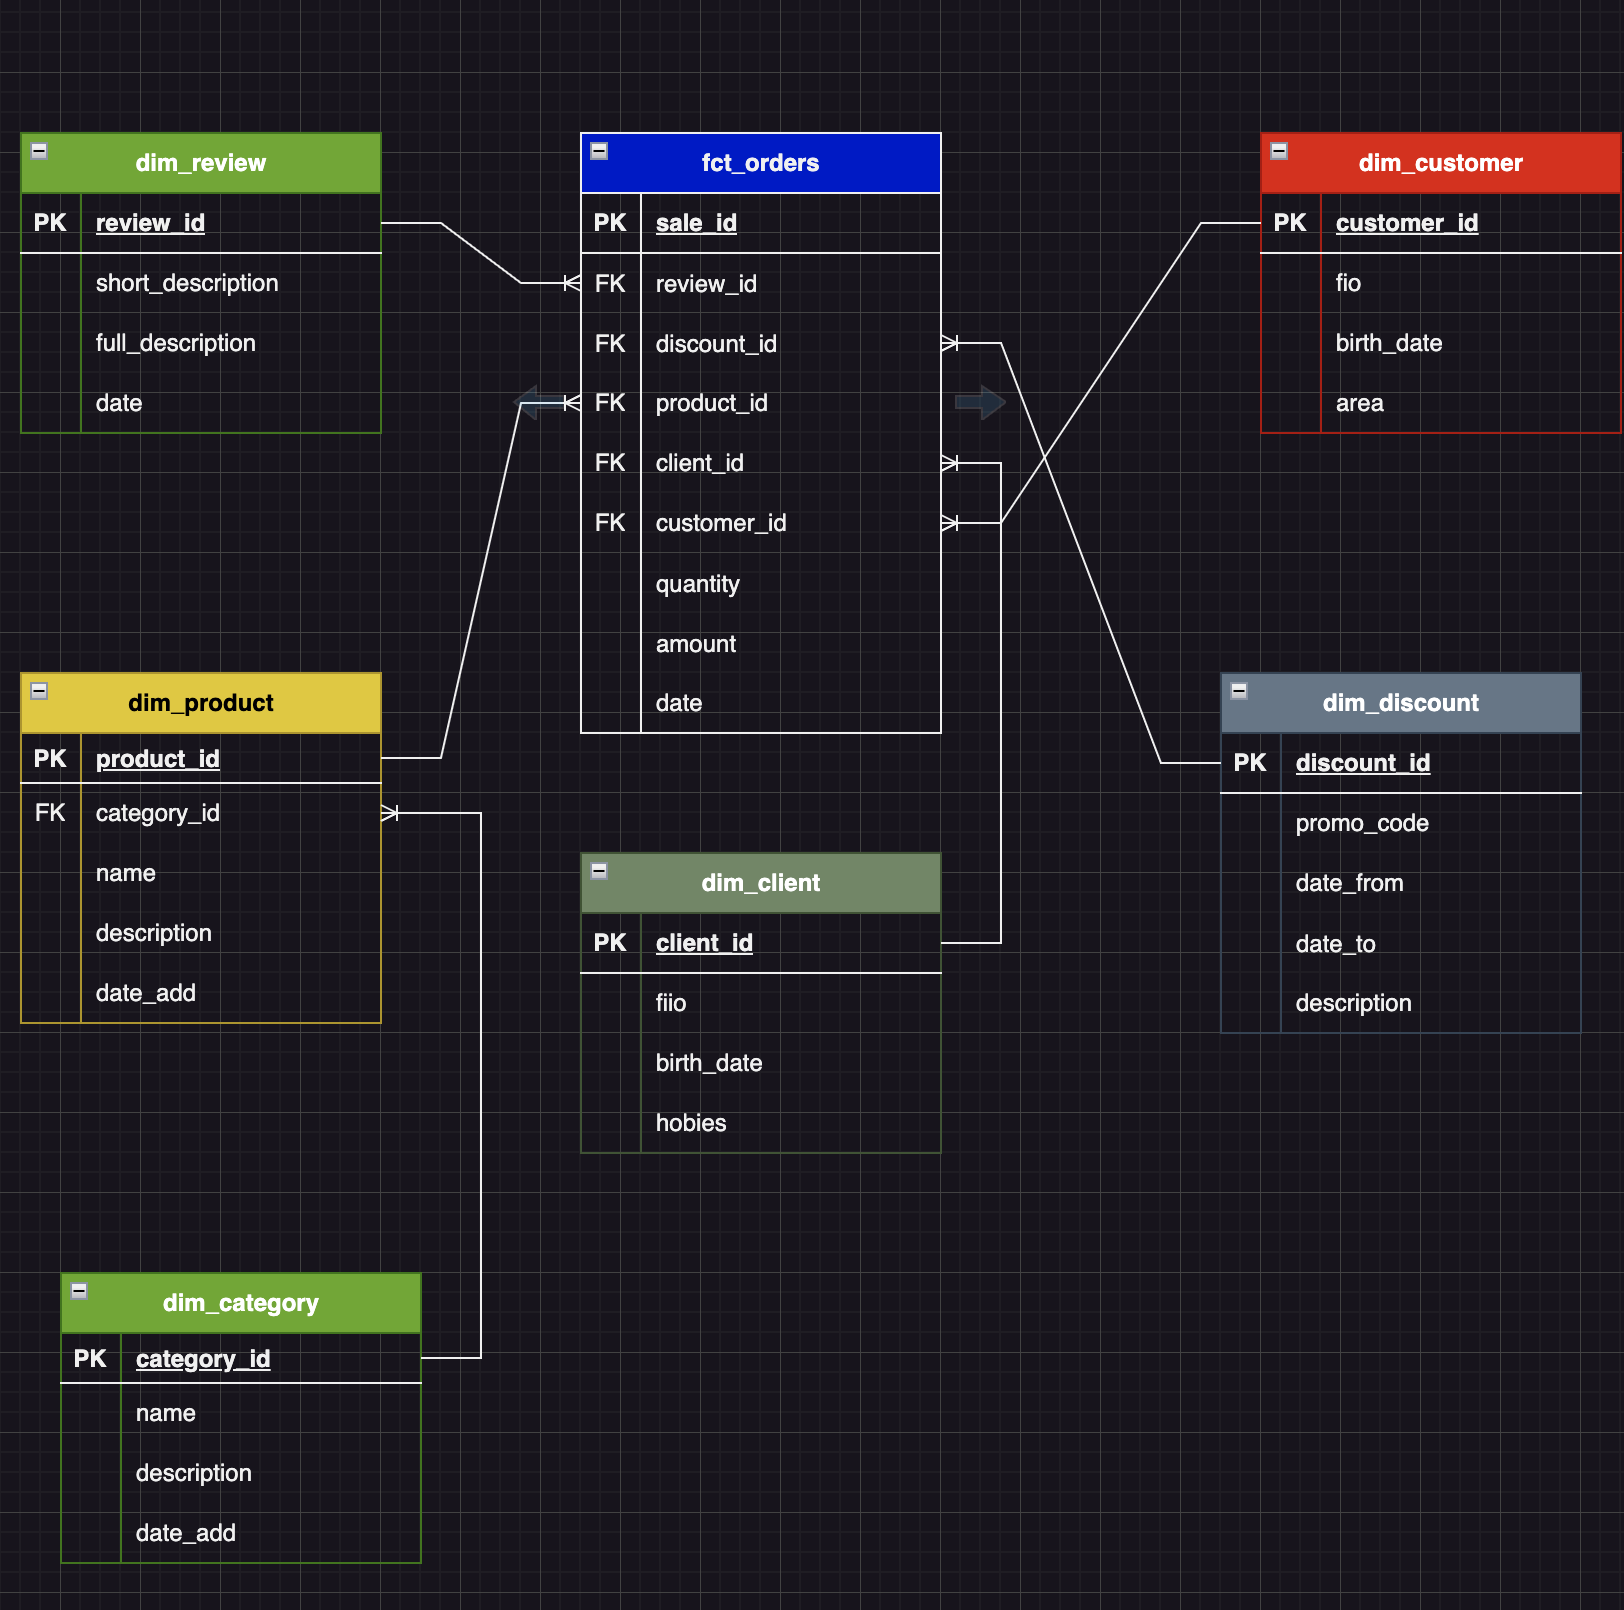 dim_review
PK review_id
short_description
full_description
date
fct_orders
PK sale_id
FK review_id
FK discount_id
FK product_id
FK client_id
FK customer_id
quantity
amount
date
dim_customer
PK customer_id
fio
birth_date
area
dim_product
PK product_id
FK category_id
name
description
date_add
dim_client
PK client_id
fiio
birth_date
hobies
dim_discount
PK discount_id
promo_code
date_from
date_to
description
dim_category
PK category_id
name
description
date_add